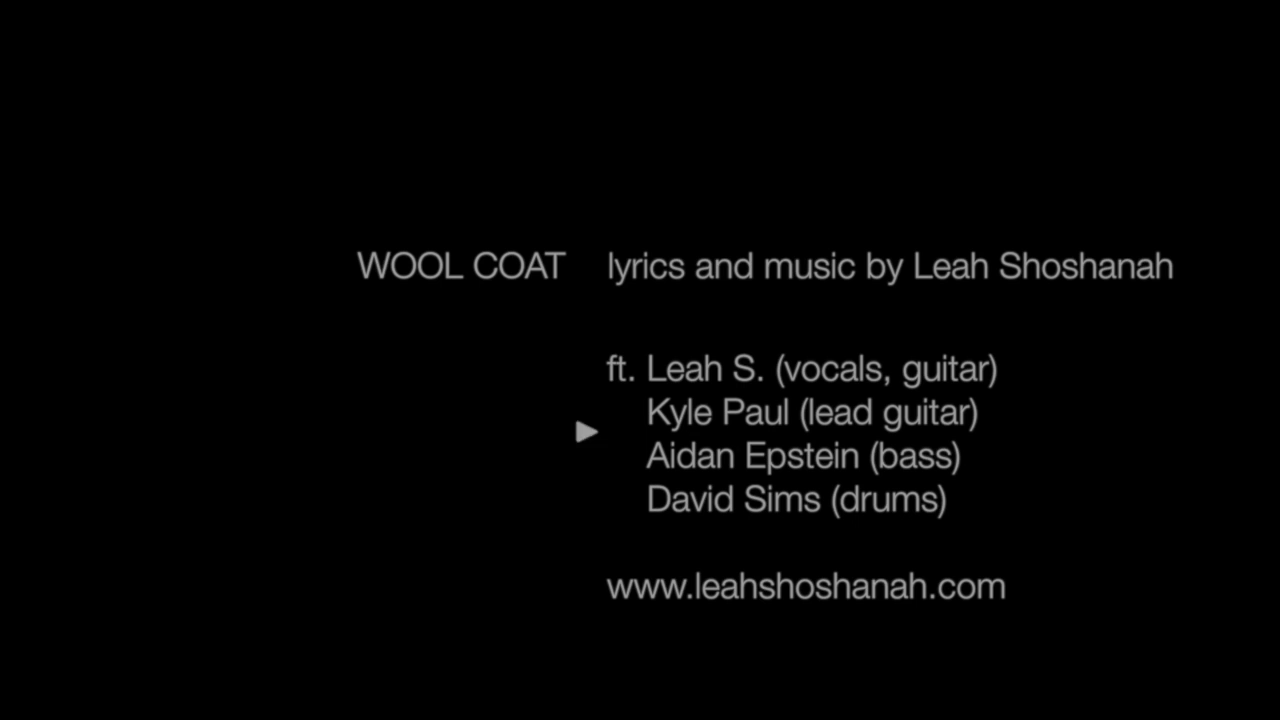 WOOL COAT lyrics and music by Leah Shoshanah
ft. Leah S. (vocals, guitar)
Kyle Paul (lead guitar)
Aidan Epstein (bass)
David Sims (drums)
www.leahshoshanah.com